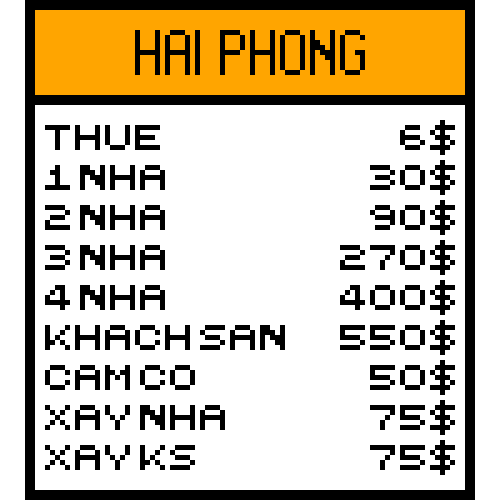 HAI PHONG
THUE 6$
1 NHA 30$
2 NHA 90$
3 NHA 270$
4 NHA 400$
KHACH SAN 550$
CAM CO 50$
XAY NHA 75$
XAY KS 75$